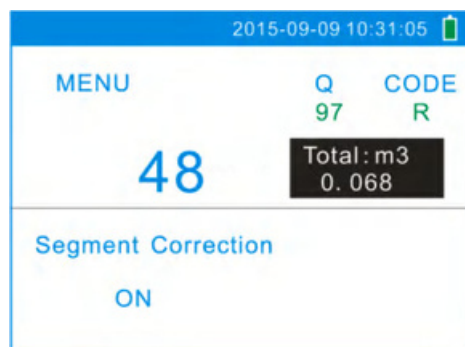 2015-09-09 10:31:05
MENU Q CODE
97 R
48 Total:m3
0.068
Segment Correction
ON